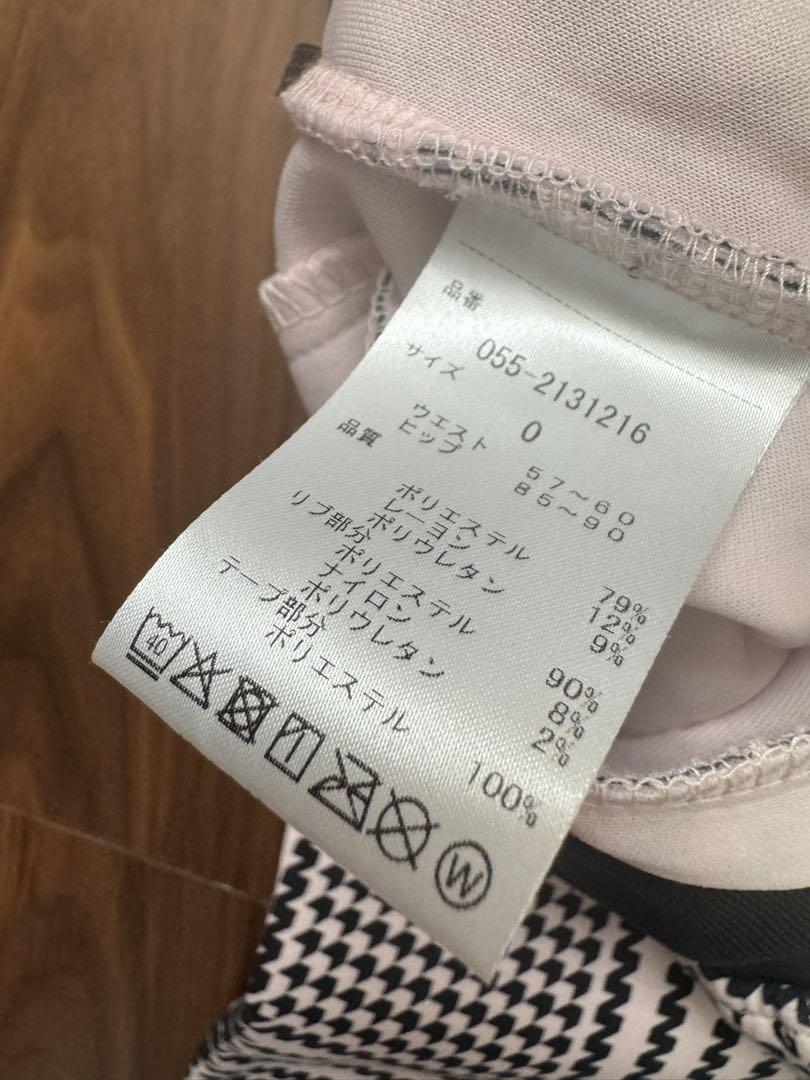 品番
055-2131216
サイズ
0
ウエスト 57～60
ヒップ 85～90
品質
ポリエステル 79%
レーヨン 12%
ポリウレタン 9%
リブ部分
ポリエステル 90%
ナイロン 8%
ポリウレタン 2%
テープ部分
ポリエステル 100%
40
W